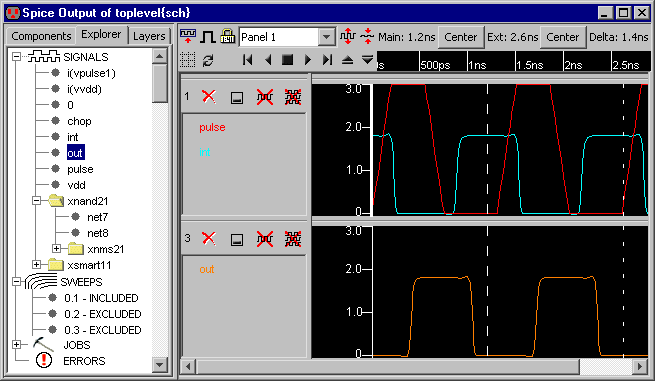 Spice Output of toplevel{sch}
Components Explorer Layers
Panel 1 Main: 1.2ns Center Ext: 2.6ns Center Delta: 1.4ns
SIGNALS
i(vpulse1)
i(vvdd)
0
chop
int
out
pulse
vdd
xnand21
net7
net8
xnms21
xsmart11
SWEEPS
0.1 - INCLUDED
0.2 - EXCLUDED
0.3 - EXCLUDED
JOBS
ERRORS
s 500ps 1ns 1.5ns 2ns 2.5ns
1
pulse
int
3.0
2.0
1.0
0
3
out
3.0
2.0
1.0
0